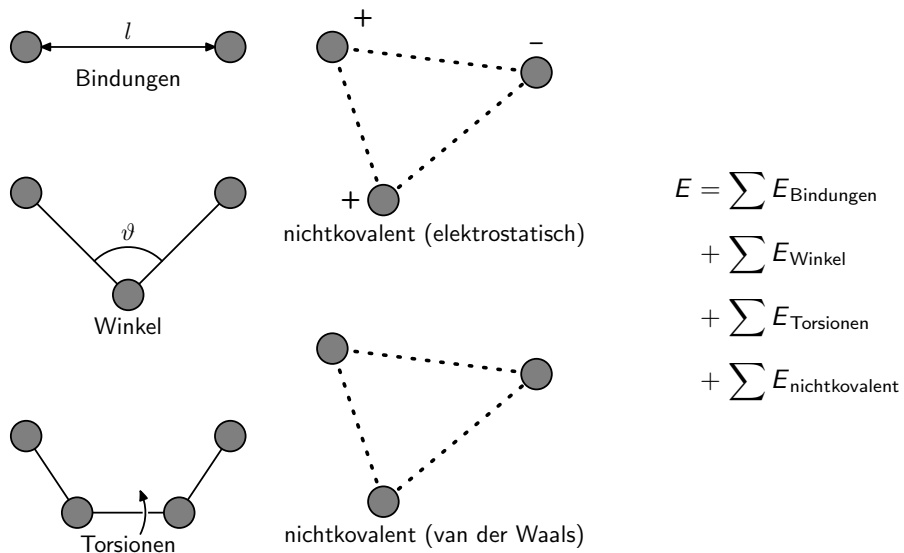 l
Bindungen
ϑ
Winkel
Torsionen
+
−
+
nichtkovalent (elektrostatisch)
nichtkovalent (van der Waals)
E = ∑ E_Bindungen
+ ∑ E_Winkel
+ ∑ E_Torsionen
+ ∑ E_nichtkovalent